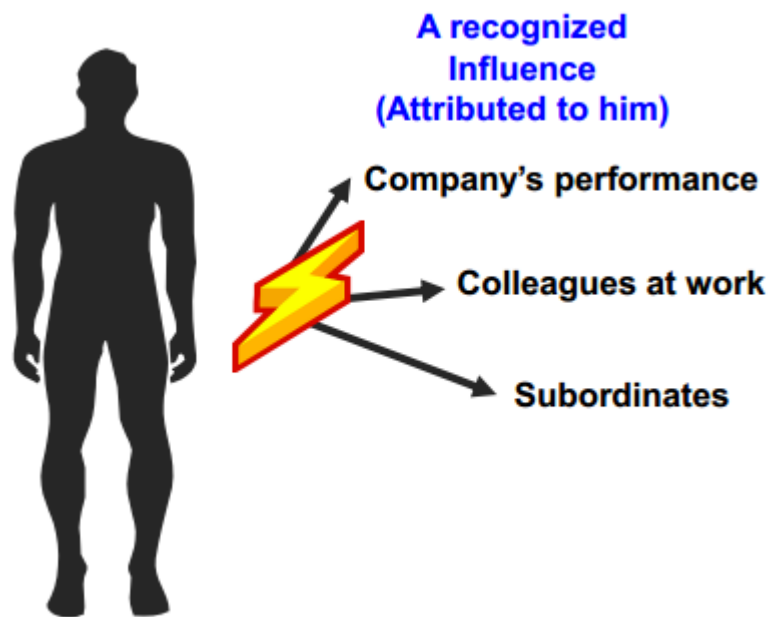 A recognized
Influence
(Attributed to him)
Company's performance
Colleagues at work
Subordinates